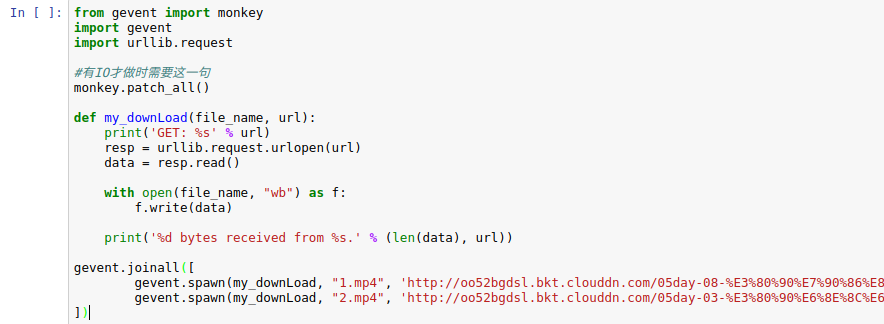 In [ ]: from gevent import monkey
import gevent
import urllib.request
#有IO才做时需要这一句
monkey.patch_all()
def my_downLoad(file_name, url):
    print('GET: %s' % url)
    resp = urllib.request.urlopen(url)
    data = resp.read()
    with open(file_name, "wb") as f:
        f.write(data)
    print('%d bytes received from %s.' % (len(data), url))
gevent.joinall([
        gevent.spawn(my_downLoad, "1.mp4", 'http://oo52bgdsl.bkt.clouddn.com/05day-08-%E3%80%90%E7%90%86%E8
        gevent.spawn(my_downLoad, "2.mp4", 'http://oo52bgdsl.bkt.clouddn.com/05day-03-%E3%80%90%E6%8E%8C%E6
])